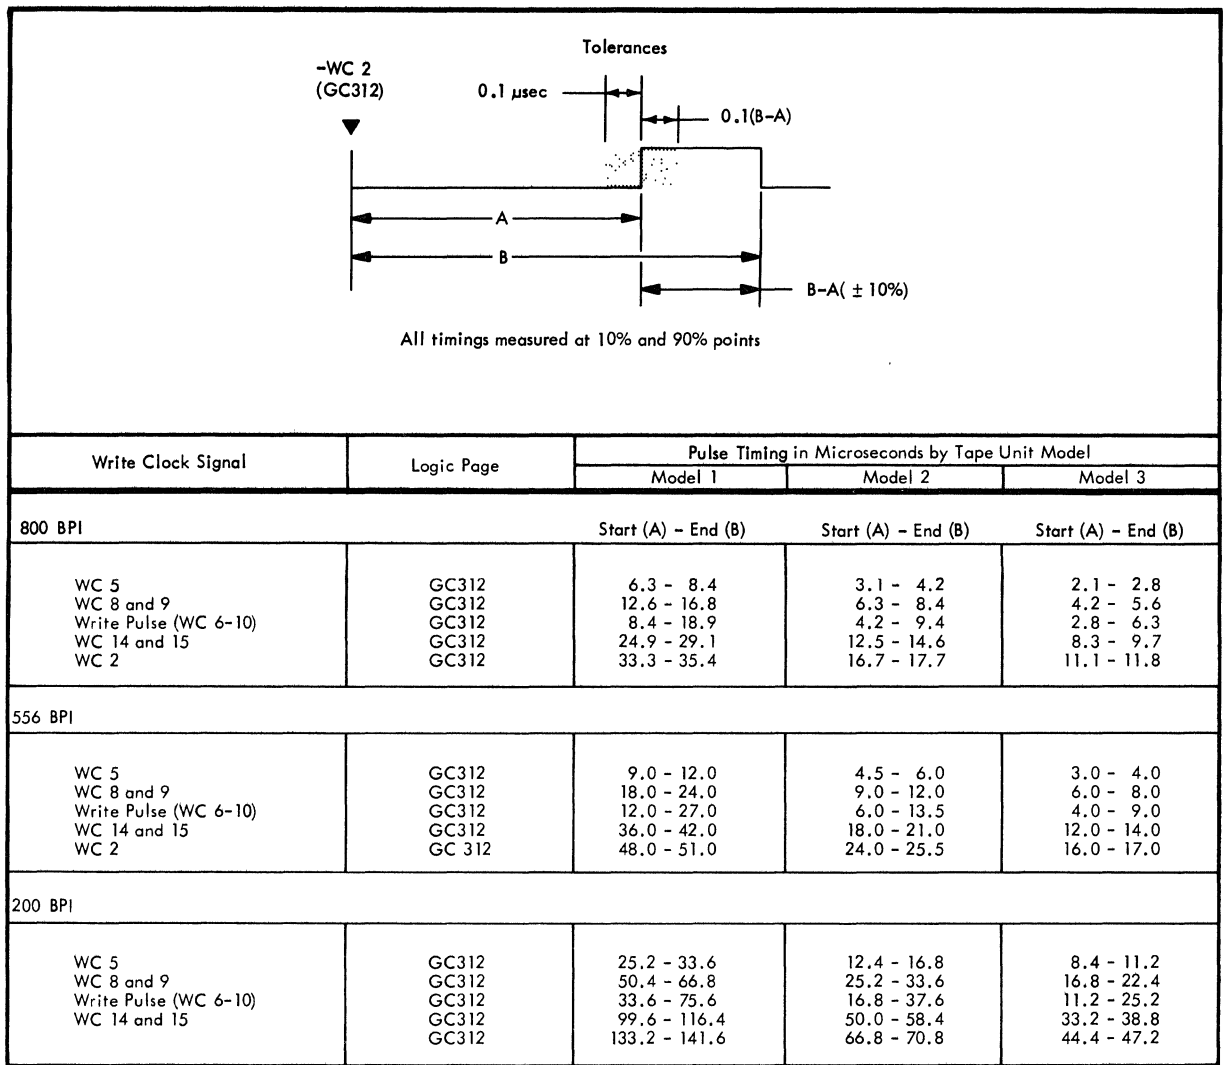 Tolerances
-WC 2
(GC312)
0.1 μsec
0.1(B-A)
A
B
B-A( ± 10%)
All timings measured at 10% and 90% points
Write Clock Signal Logic Page Pulse Timing in Microseconds by Tape Unit Model
Model 1 Model 2 Model 3
800 BPI Start (A) - End (B) Start (A) - End (B) Start (A) - End (B)
WC 5 GC312 6.3 - 8.4 3.1 - 4.2 2.1 - 2.8
WC 8 and 9 GC312 12.6 - 16.8 6.3 - 8.4 4.2 - 5.6
Write Pulse (WC 6-10) GC312 8.4 - 18.9 4.2 - 9.4 2.8 - 6.3
WC 14 and 15 GC312 24.9 - 29.1 12.5 - 14.6 8.3 - 9.7
WC 2 GC312 33.3 - 35.4 16.7 - 17.7 11.1 - 11.8
556 BPI
WC 5 GC312 9.0 - 12.0 4.5 - 6.0 3.0 - 4.0
WC 8 and 9 GC312 18.0 - 24.0 9.0 - 12.0 6.0 - 8.0
Write Pulse (WC 6-10) GC312 12.0 - 27.0 6.0 - 13.5 4.0 - 9.0
WC 14 and 15 GC312 36.0 - 42.0 18.0 - 21.0 12.0 - 14.0
WC 2 GC 312 48.0 - 51.0 24.0 - 25.5 16.0 - 17.0
200 BPI
WC 5 GC312 25.2 - 33.6 12.4 - 16.8 8.4 - 11.2
WC 8 and 9 GC312 50.4 - 66.8 25.2 - 33.6 16.8 - 22.4
Write Pulse (WC 6-10) GC312 33.6 - 75.6 16.8 - 37.6 11.2 - 25.2
WC 14 and 15 GC312 99.6 - 116.4 50.0 - 58.4 33.2 - 38.8
GC312 133.2 - 141.6 66.8 - 70.8 44.4 - 47.2